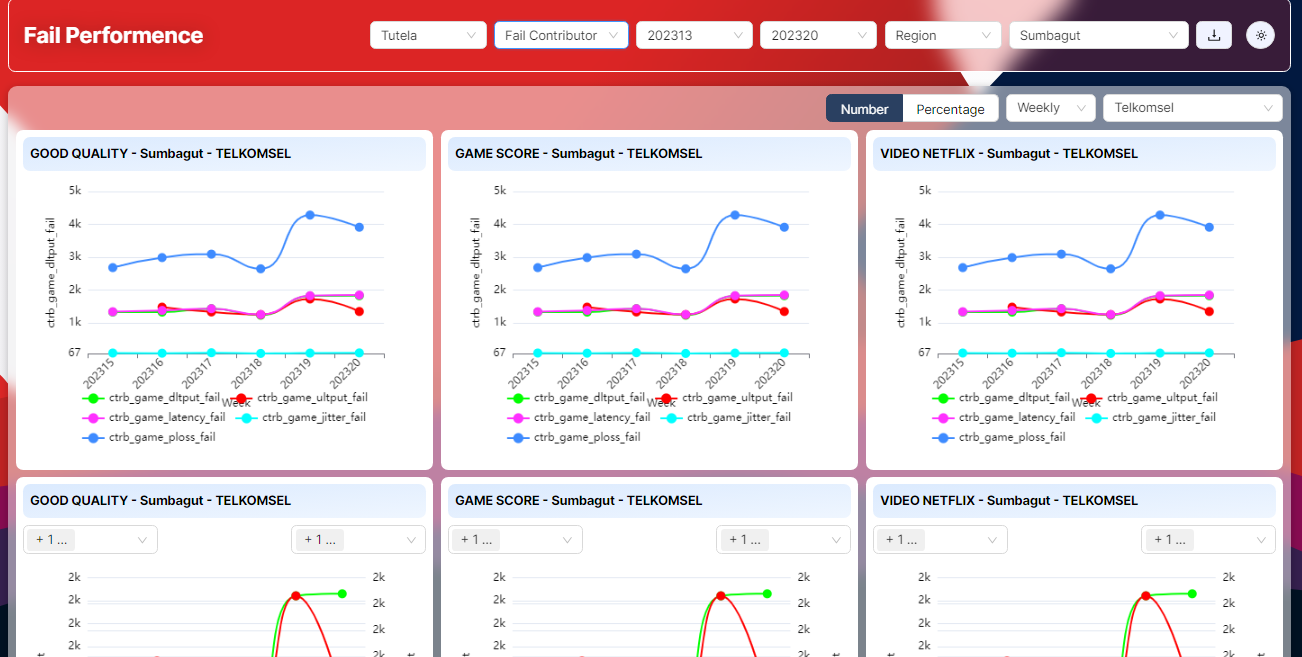 Fail Performence
Tutela Fail Contributor 202313 202320 Region Sumbagut
Number Percentage Weekly Telkomsel
GOOD QUALITY - Sumbagut - TELKOMSEL
5k
4k
3k
2k
1k
67
ctrb_game_dltput_fail
202315 202316 202317 202318 202319 202320
Week
ctrb_game_dltput_fail ctrb_game_ultput_fail
ctrb_game_latency_fail ctrb_game_jitter_fail
ctrb_game_ploss_fail
GAME SCORE - Sumbagut - TELKOMSEL
5k
4k
3k
2k
1k
67
ctrb_game_dltput_fail
202315 202316 202317 202318 202319 202320
Week
ctrb_game_dltput_fail ctrb_game_ultput_fail
ctrb_game_latency_fail ctrb_game_jitter_fail
ctrb_game_ploss_fail
VIDEO NETFLIX - Sumbagut - TELKOMSEL
5k
4k
3k
2k
1k
67
ctrb_game_dltput_fail
202315 202316 202317 202318 202319 202320
Week
ctrb_game_dltput_fail ctrb_game_ultput_fail
ctrb_game_latency_fail ctrb_game_jitter_fail
ctrb_game_ploss_fail
GOOD QUALITY - Sumbagut - TELKOMSEL
+ 1 ... + 1 ...
2k 2k
2k 2k
2k 2k
2k 2k
GAME SCORE - Sumbagut - TELKOMSEL
+ 1 ... + 1 ...
2k 2k
2k 2k
2k 2k
2k 2k
VIDEO NETFLIX - Sumbagut - TELKOMSEL
+ 1 ... + 1 ...
2k 2k
2k 2k
2k 2k
2k 2k